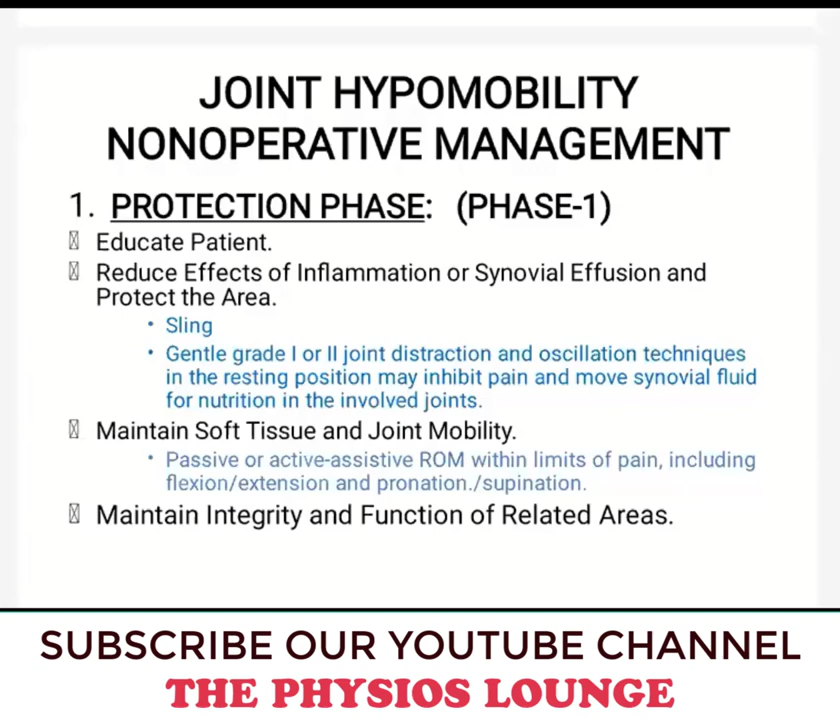 JOINT HYPOMOBILITY
NONOPERATIVE MANAGEMENT
1. PROTECTION PHASE: (PHASE-1)
Educate Patient.
Reduce Effects of Inflammation or Synovial Effusion and
Protect the Area.
• Sling
• Gentle grade I or II joint distraction and oscillation techniques
in the resting position may inhibit pain and move synovial fluid
for nutrition in the involved joints.
Maintain Soft Tissue and Joint Mobility.
• Passive or active-assistive ROM within limits of pain, including
flexion/extension and pronation./supination.
Maintain Integrity and Function of Related Areas.
SUBSCRIBE OUR YOUTUBE CHANNEL
THE PHYSIOS LOUNGE